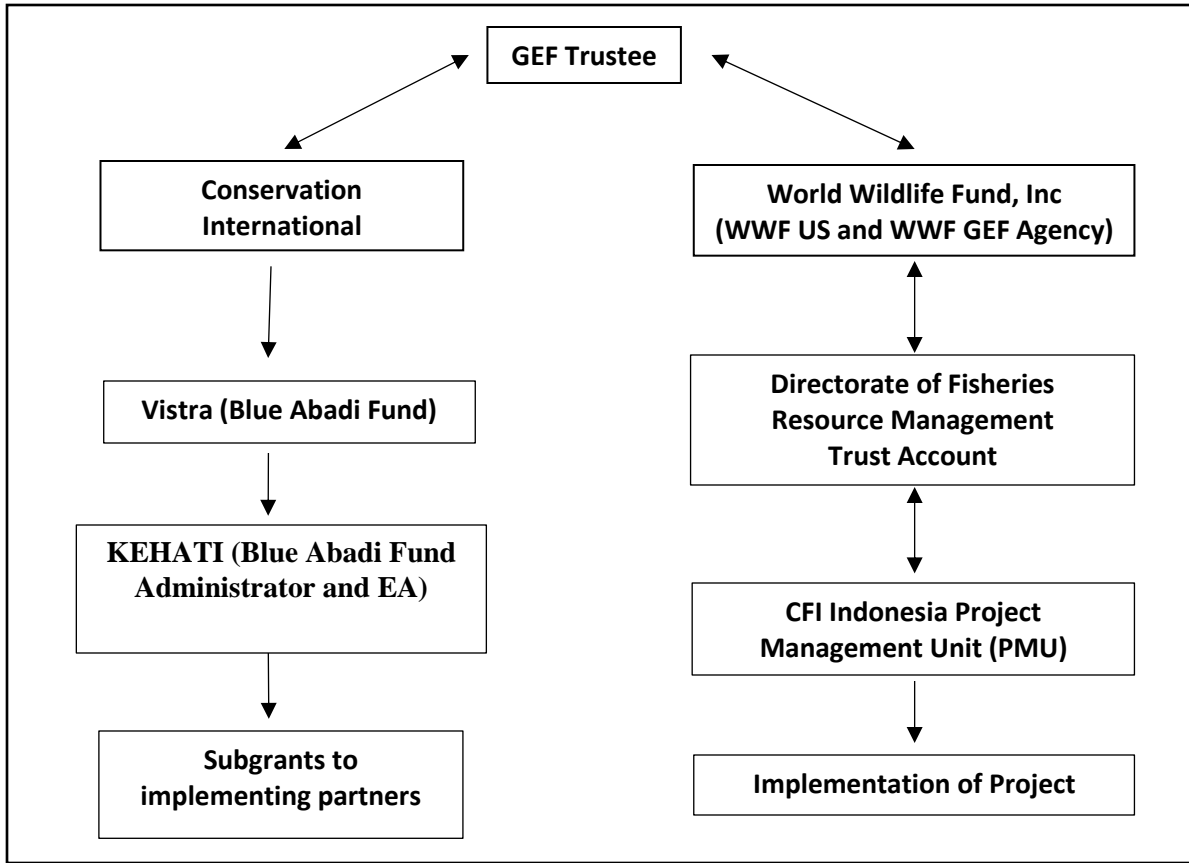 GEF Trustee
Conservation
International
World Wildlife Fund, Inc
(WWF US and WWF GEF Agency)
Vistra (Blue Abadi Fund)
Directorate of Fisheries
Resource Management
Trust Account
KEHATI (Blue Abadi Fund
Administrator and EA)
CFI Indonesia Project
Management Unit (PMU)
Subgrants to
implementing partners
Implementation of Project